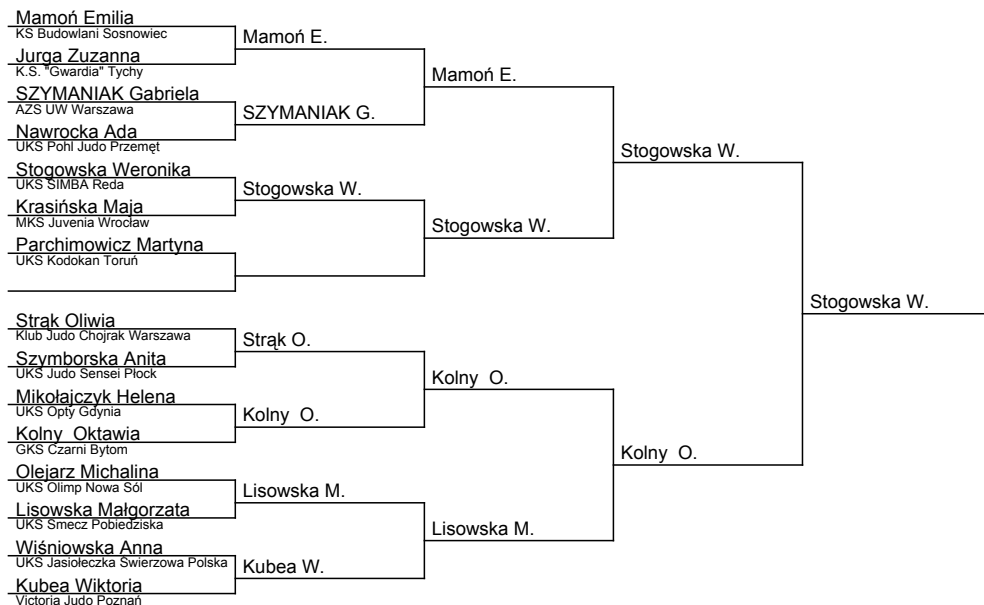 Mamoń Emilia
KS Budowlani Sosnowiec
Jurga Zuzanna
K.S. "Gwardia" Tychy
SZYMANIAK Gabriela
AZS UW Warszawa
Nawrocka Ada
UKS Pohl Judo Przemęt
Stogowska Weronika
UKS SIMBA Reda
Krasińska Maja
MKS Juvenia Wrocław
Parchimowicz Martyna
UKS Kodokan Toruń
Strąk Oliwia
Klub Judo Chojrak Warszawa
Szymborska Anita
UKS Judo Sensei Płock
Mikołajczyk Helena
UKS Opty Gdynia
Kolny  Oktawia
GKS Czarni Bytom
Olejarz Michalina
UKS Olimp Nowa Sól
Lisowska Małgorzata
UKS Smecz Pobiedziska
Wiśniowska Anna
UKS Jasiołeczka Świerzowa Polska
Kubea Wiktoria
Victoria Judo Poznań
Mamoń E.
SZYMANIAK G.
Stogowska W.
Strąk O.
Kolny  O.
Lisowska M.
Kubea W.
Mamoń E.
Stogowska W.
Kolny  O.
Lisowska M.
Stogowska W.
Kolny  O.
Stogowska W.